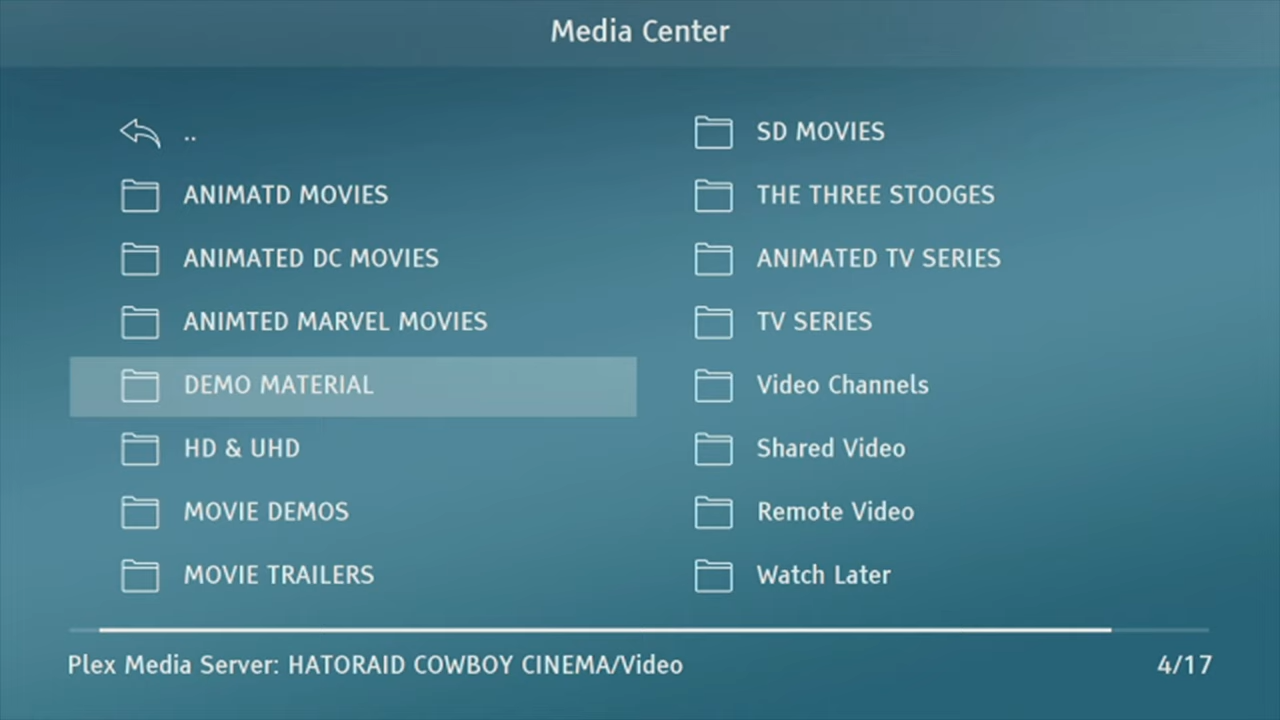 Media Center
..
ANIMATD MOVIES
ANIMATED DC MOVIES
ANIMTED MARVEL MOVIES
DEMO MATERIAL
HD & UHD
MOVIE DEMOS
MOVIE TRAILERS
SD MOVIES
THE THREE STOOGES
ANIMATED TV SERIES
TV SERIES
Video Channels
Shared Video
Remote Video
Watch Later
Plex Media Server: HATORAID COWBOY CINEMA/Video
4/17